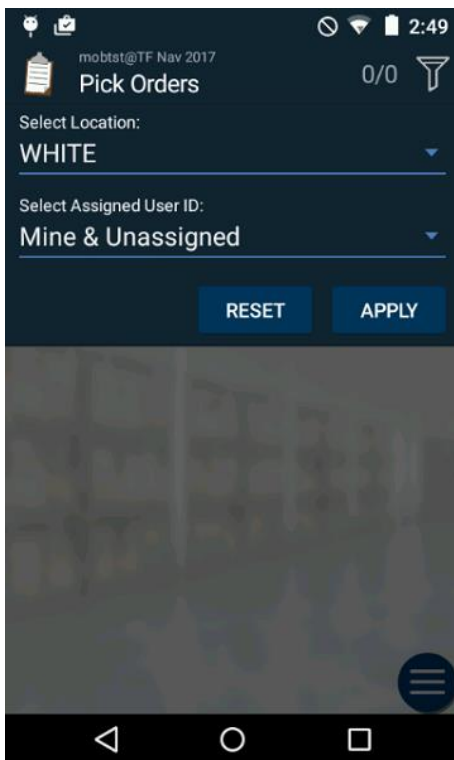 2:49
mobtst@TF Nav 2017
Pick Orders
0/0
Select Location:
WHITE
Select Assigned User ID:
Mine & Unassigned
RESET
APPLY